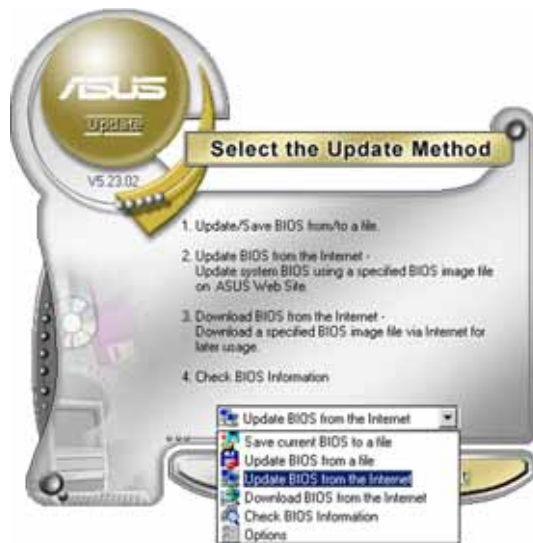 ASUS
Update
V5.23.02
Select the Update Method
1. Update/Save BIOS from/to a file.
2. Update BIOS from the Internet -
Update system BIOS using a specified BIOS image file
on ASUS Web Site.
3. Download BIOS from the Internet -
Download a specified BIOS image file via Internet for
later usage.
4. Check BIOS Information
Update BIOS from the Internet
Save current BIOS to a file
Update BIOS from a file
Update BIOS from the Internet
Download BIOS from the Internet
Check BIOS Information
Options